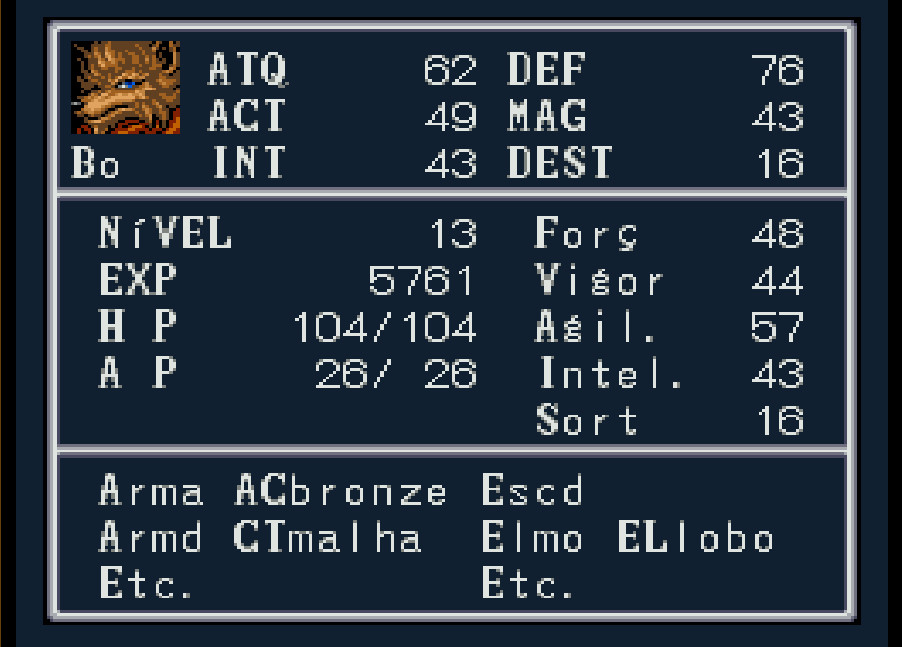 ATQ 62 DEF 76
ACT 49 MAG 43
Bo INT 43 DEST 16
NíVEL 13 Forç 48
EXP 5761 Vigor 44
H P 104/104 Agil. 57
A P 26/ 26 Intel. 43
Sort 16
Arma ACbronze Escd
Armd CTmalha Elmo ELlobo
Etc. Etc.